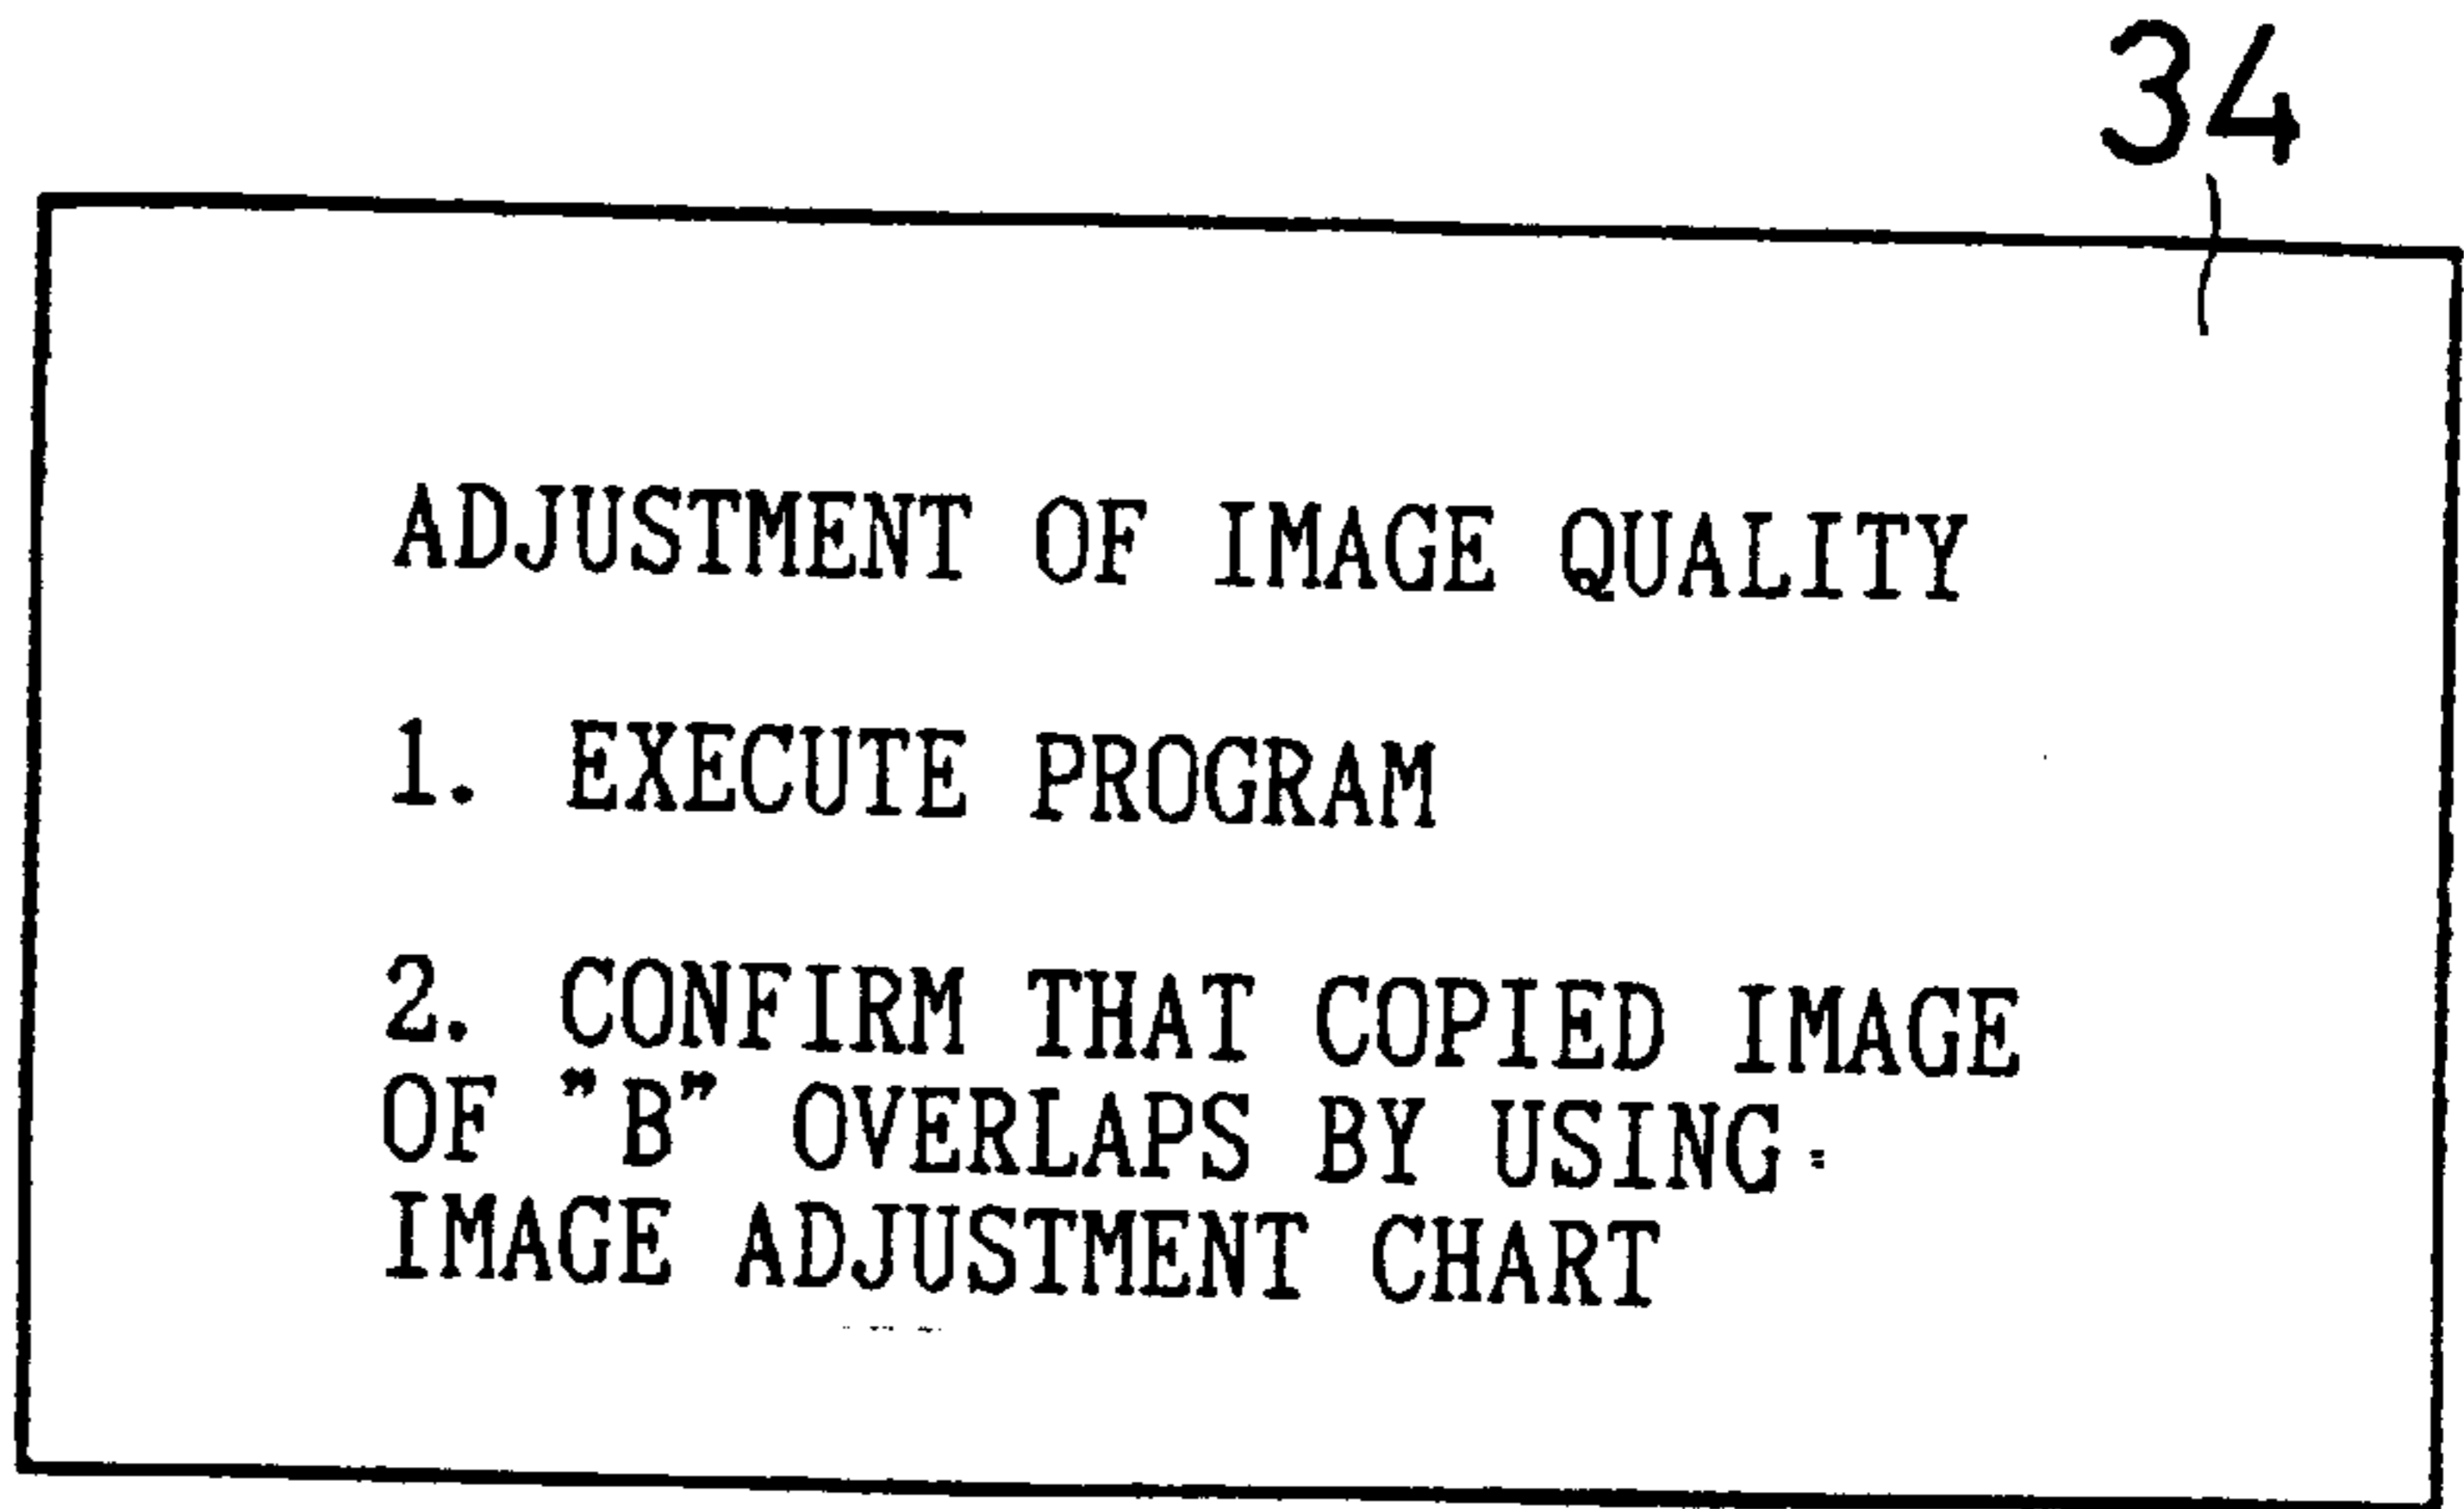 34
ADJUSTMENT OF IMAGE QUALITY
1. EXECUTE PROGRAM
2. CONFIRM THAT COPIED IMAGE
OF "B" OVERLAPS BY USING
IMAGE ADJUSTMENT CHART